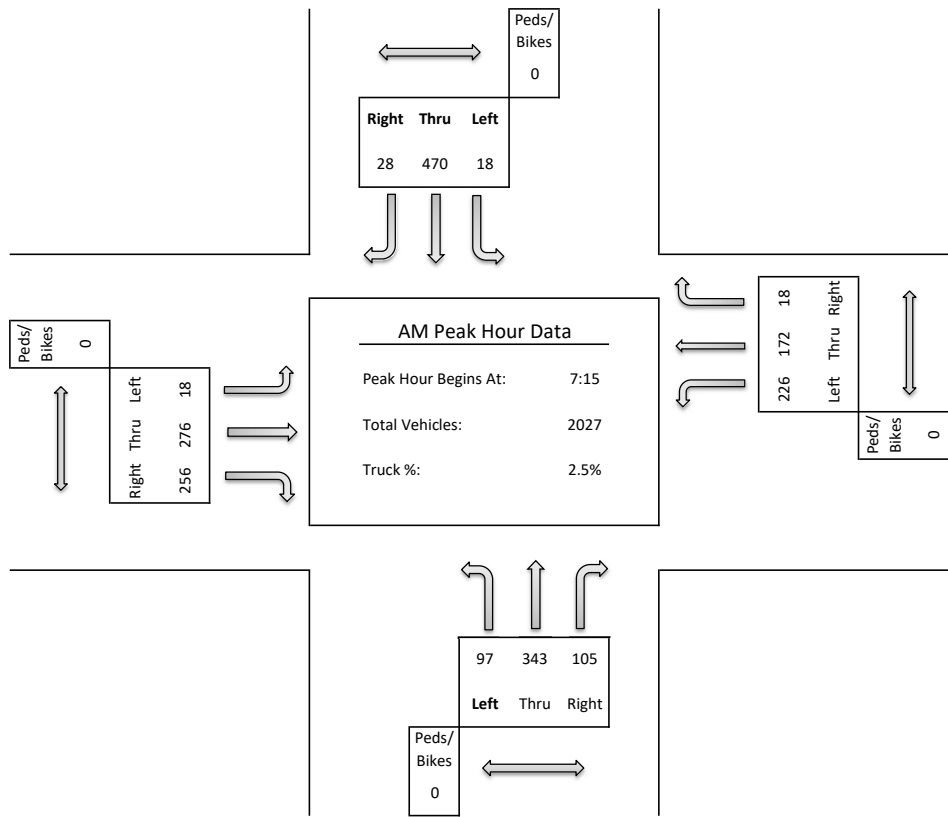 Peds/
Bikes
0
Right Thru Left
28 470 18
Peds/
Bikes
0
Left 18
Thru 276
Right 256
AM Peak Hour Data
Peak Hour Begins At: 7:15
Total Vehicles: 2027
Truck %: 2.5%
18 Right
172 Thru
226 Left
Peds/
Bikes
0
97 343 105
Left Thru Right
Peds/
Bikes
0